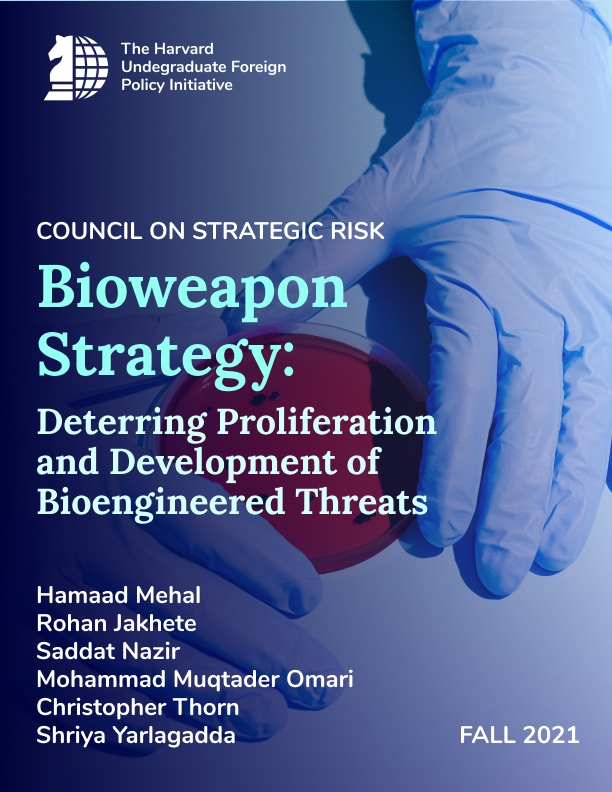 The Harvard
Undergraduate Foreign
Policy Initiative
COUNCIL ON STRATEGIC RISK
Bioweapon
Strategy:
Deterring Proliferation
and Development of
Bioengineered Threats
Hamaad Mehal
Rohan Jakhete
Saddat Nazir
Mohammad Muqtader Omari
Christopher Thorn
Shriya Yarlagadda
FALL 2021